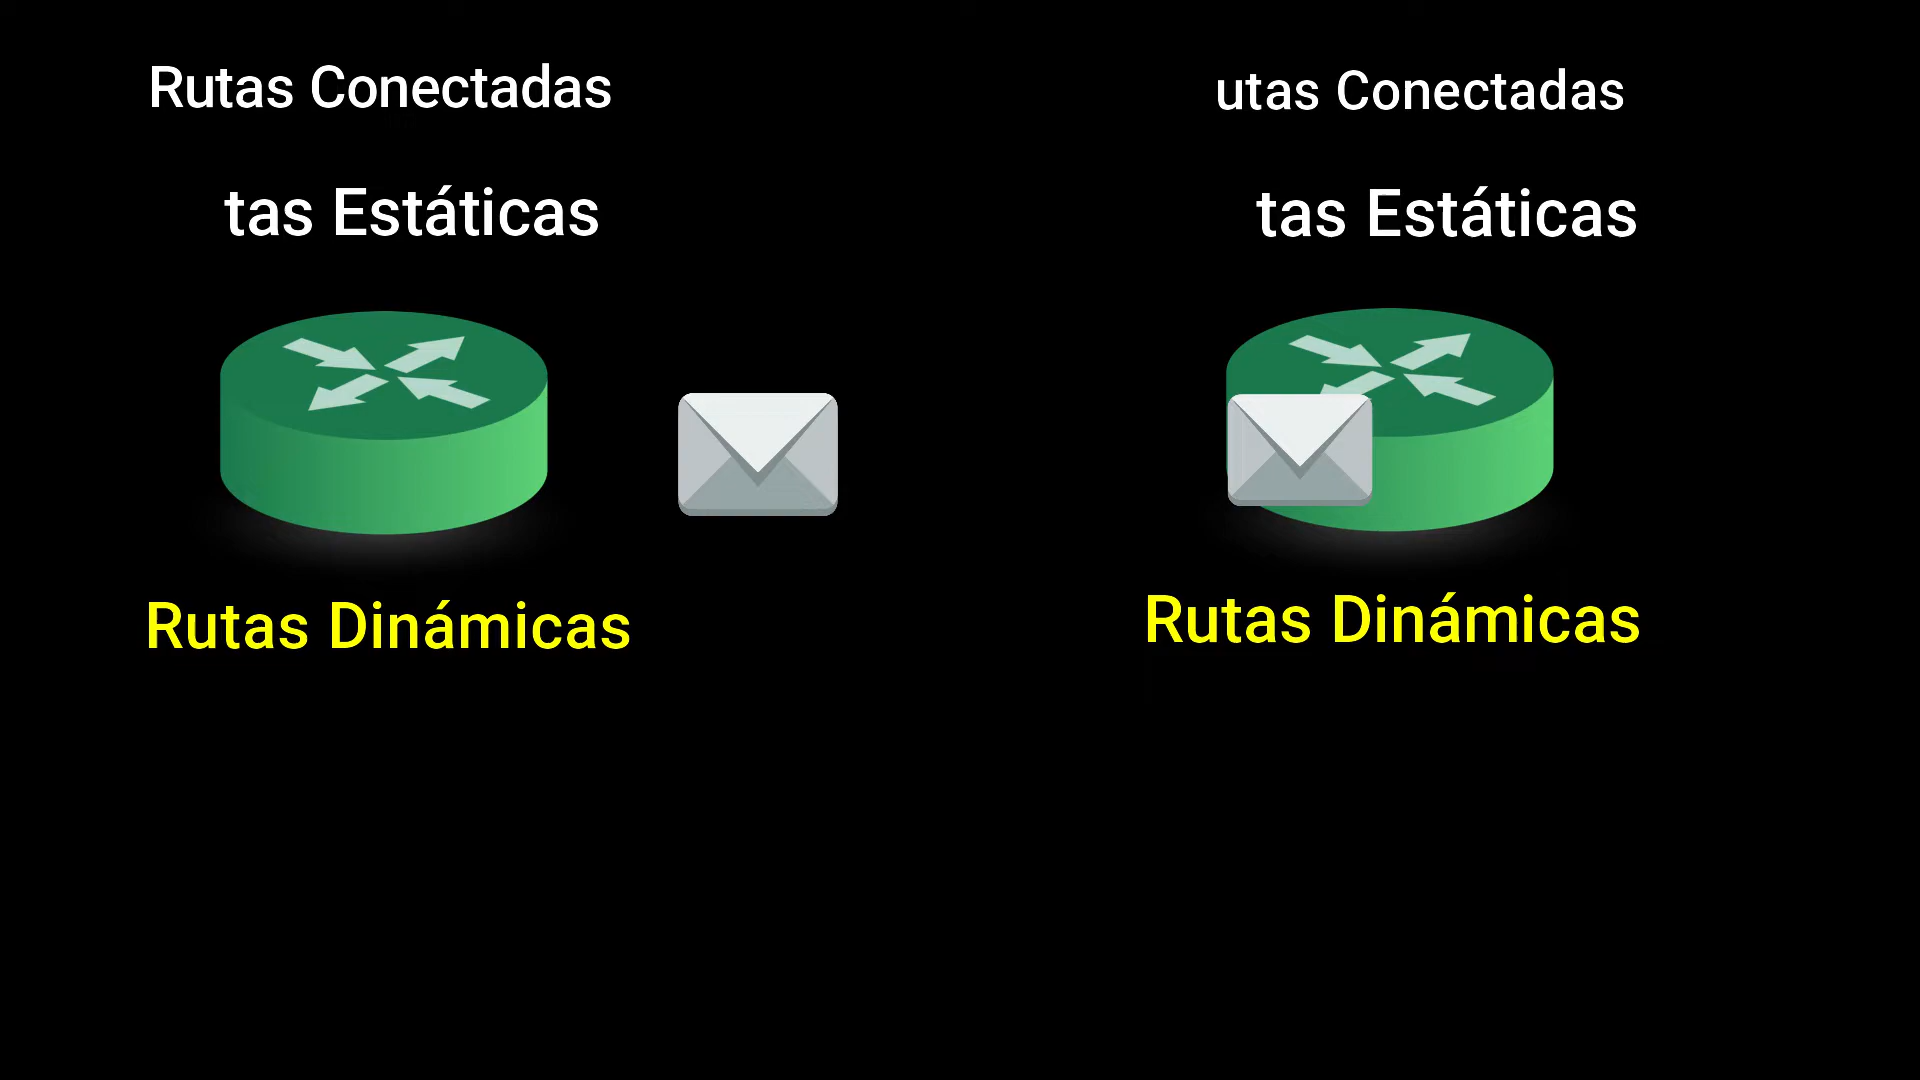 Rutas Conectadas
tas Estáticas
Rutas Dinámicas
utas Conectadas
tas Estáticas
Rutas Dinámicas